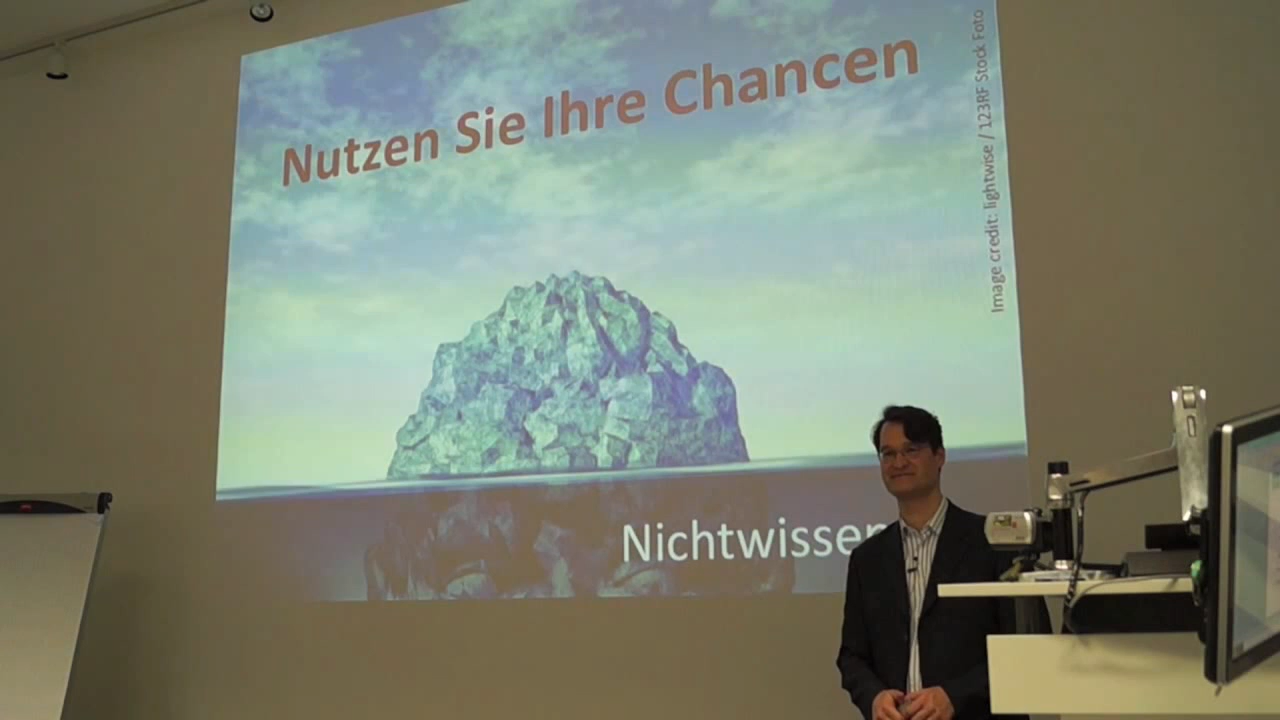 Nutzen Sie Ihre Chancen
Image credit: lightwise / 123RF Stock Foto
Nichtwissen